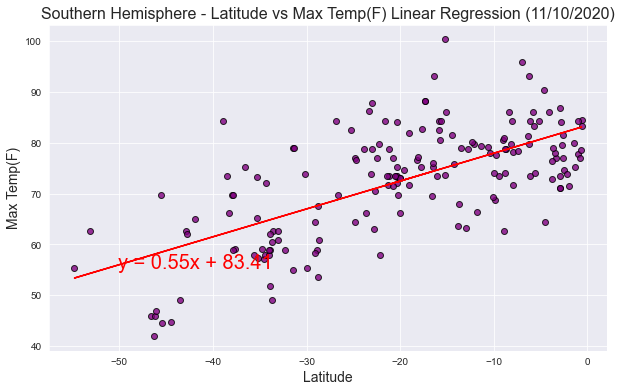 Southern Hemisphere - Latitude vs Max Temp(F) Linear Regression (11/10/2020)
100
90
80
70
60
50
40
Max Temp(F)
y = 0.55x + 83.41
−50 −40 −30 −20 −10 0
Latitude